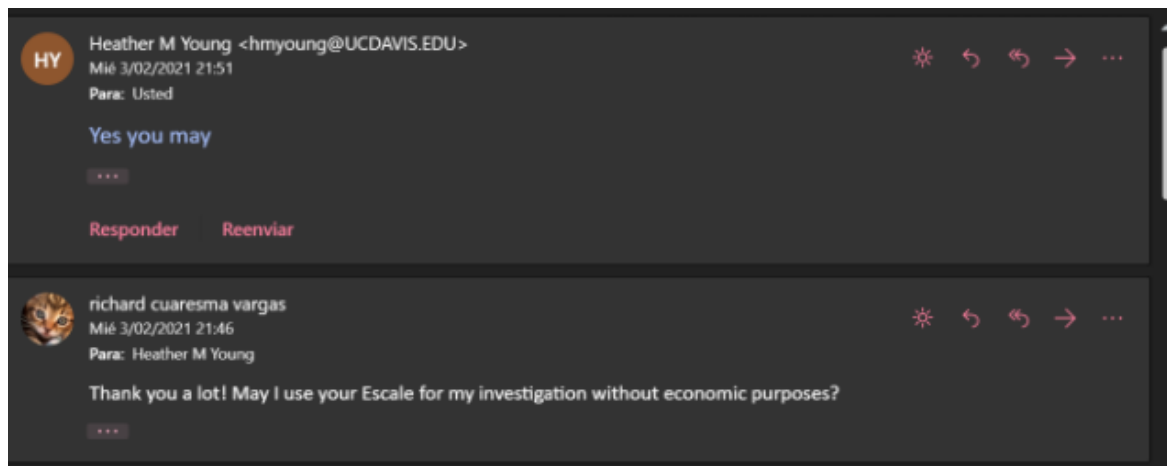 HY
Heather M Young <hmyoung@UCDAVIS.EDU>
Mié 3/02/2021 21:51
Para: Usted
Yes you may
...
Responder Reenviar
richard cuaresma vargas
Mié 3/02/2021 21:46
Para: Heather M Young
Thank you a lot! May I use your Escale for my investigation without economic purposes?
...